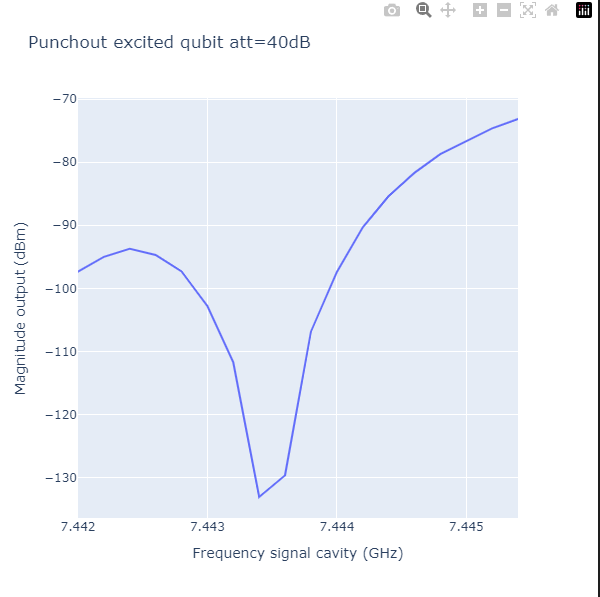 Punchout excited qubit att=40dB
−70
−80
−90
−100
−110
−120
−130
Magnitude output (dBm)
7.442 7.443 7.444 7.445
Frequency signal cavity (GHz)